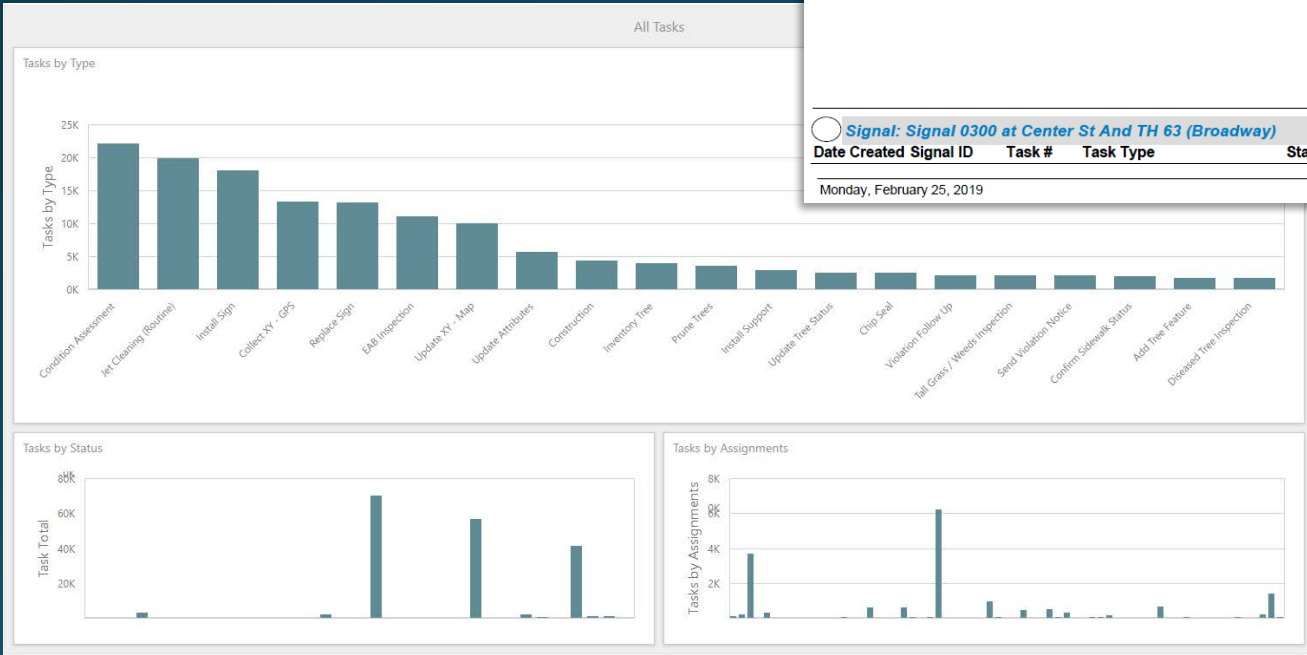 All Tasks
Tasks by Type
25K
20K
15K
10K
5K
0K
Tasks by Type
Condition Assessment
Jet Cleaning (Routine)
Install Sign
Collect XY - GPS
Replace Sign
EAB Inspection
Update XY - Map
Update Attributes
Construction
Inventory Tree
Prune Trees
Install Support
Update Tree Status
Chip Seal
Violation Follow Up
Tall Grass / Weeds Inspection
Send Violation Notice
Confirm Sidewalk Status
Add Tree Feature
Diseased Tree Inspection
Signal: Signal 0300 at Center St And TH 63 (Broadway)
Date Created Signal ID Task # Task Type Sta
Monday, February 25, 2019
Tasks by Status
0K
80K
60K
40K
20K
Task Total
Tasks by Assignments
8K
0K
6K
4K
2K
Tasks by Assignments